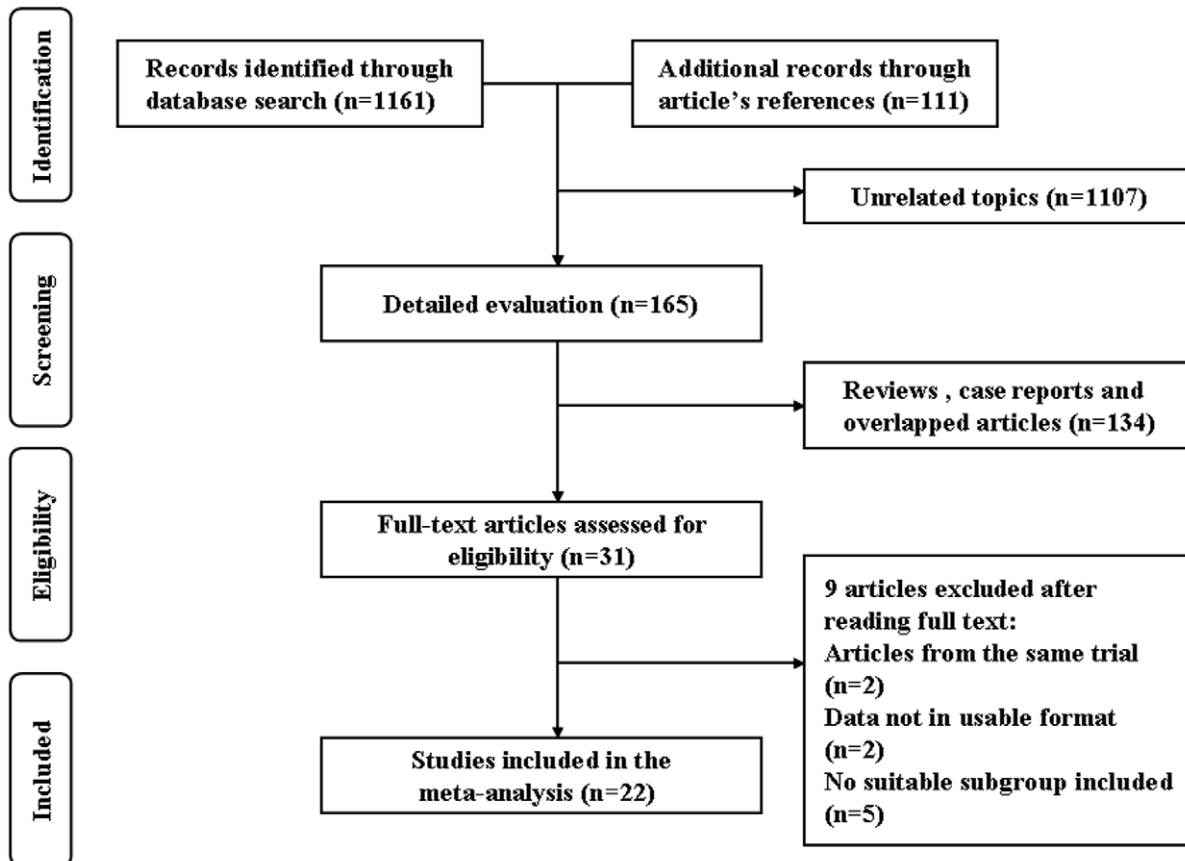 Identification
Records identified through
database search (n=1161)
Additional records through
article's references (n=111)
Unrelated topics (n=1107)
Screening
Detailed evaluation (n=165)
Reviews , case reports and
overlapped articles (n=134)
Eligibility
Full-text articles assessed for
eligibility (n=31)
9 articles excluded after
reading full text:
Articles from the same trial
(n=2)
Data not in usable format
(n=2)
No suitable subgroup included
(n=5)
Included
Studies included in the
meta-analysis (n=22)